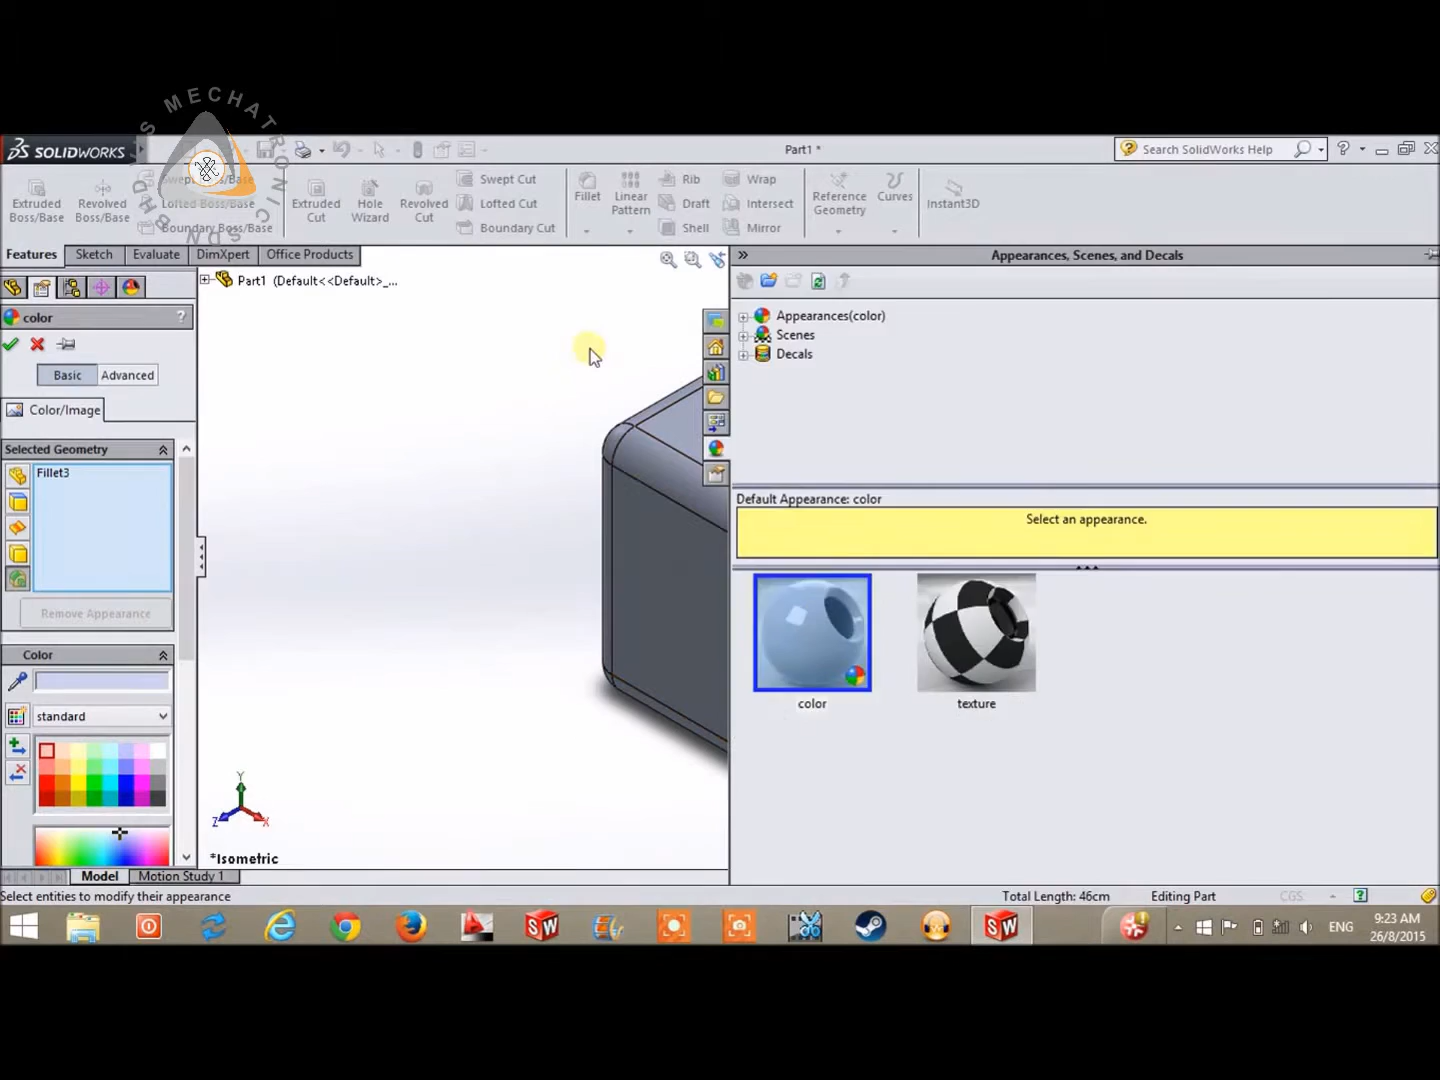 S MECHATRONICS DNBHD
SOLIDWORKS
Part1 *
Search SolidWorks Help
Extruded Boss/Base
Revolved Boss/Base
Swept Boss/Base
Lofted Boss/Base
Boundary Boss/Base
Extruded Cut
Hole Wizard
Revolved Cut
Swept Cut
Lofted Cut
Boundary Cut
Fillet
Linear Pattern
Rib
Draft
Shell
Wrap
Intersect
Mirror
Reference Geometry
Curves
Instant3D
Features Sketch Evaluate DimXpert Office Products
Part1 (Default<<Default>_...
color ?
Basic Advanced
Color/Image
Selected Geometry
Fillet3
Remove Appearance
Color
standard
Y
Z X
*Isometric
Appearances, Scenes, and Decals
Appearances(color)
Scenes
Decals
Default Appearance: color
Select an appearance.
color texture
Model Motion Study 1
Select entities to modify their appearance Total Length: 46cm Editing Part CGS
ENG
9:23 AM
26/8/2015